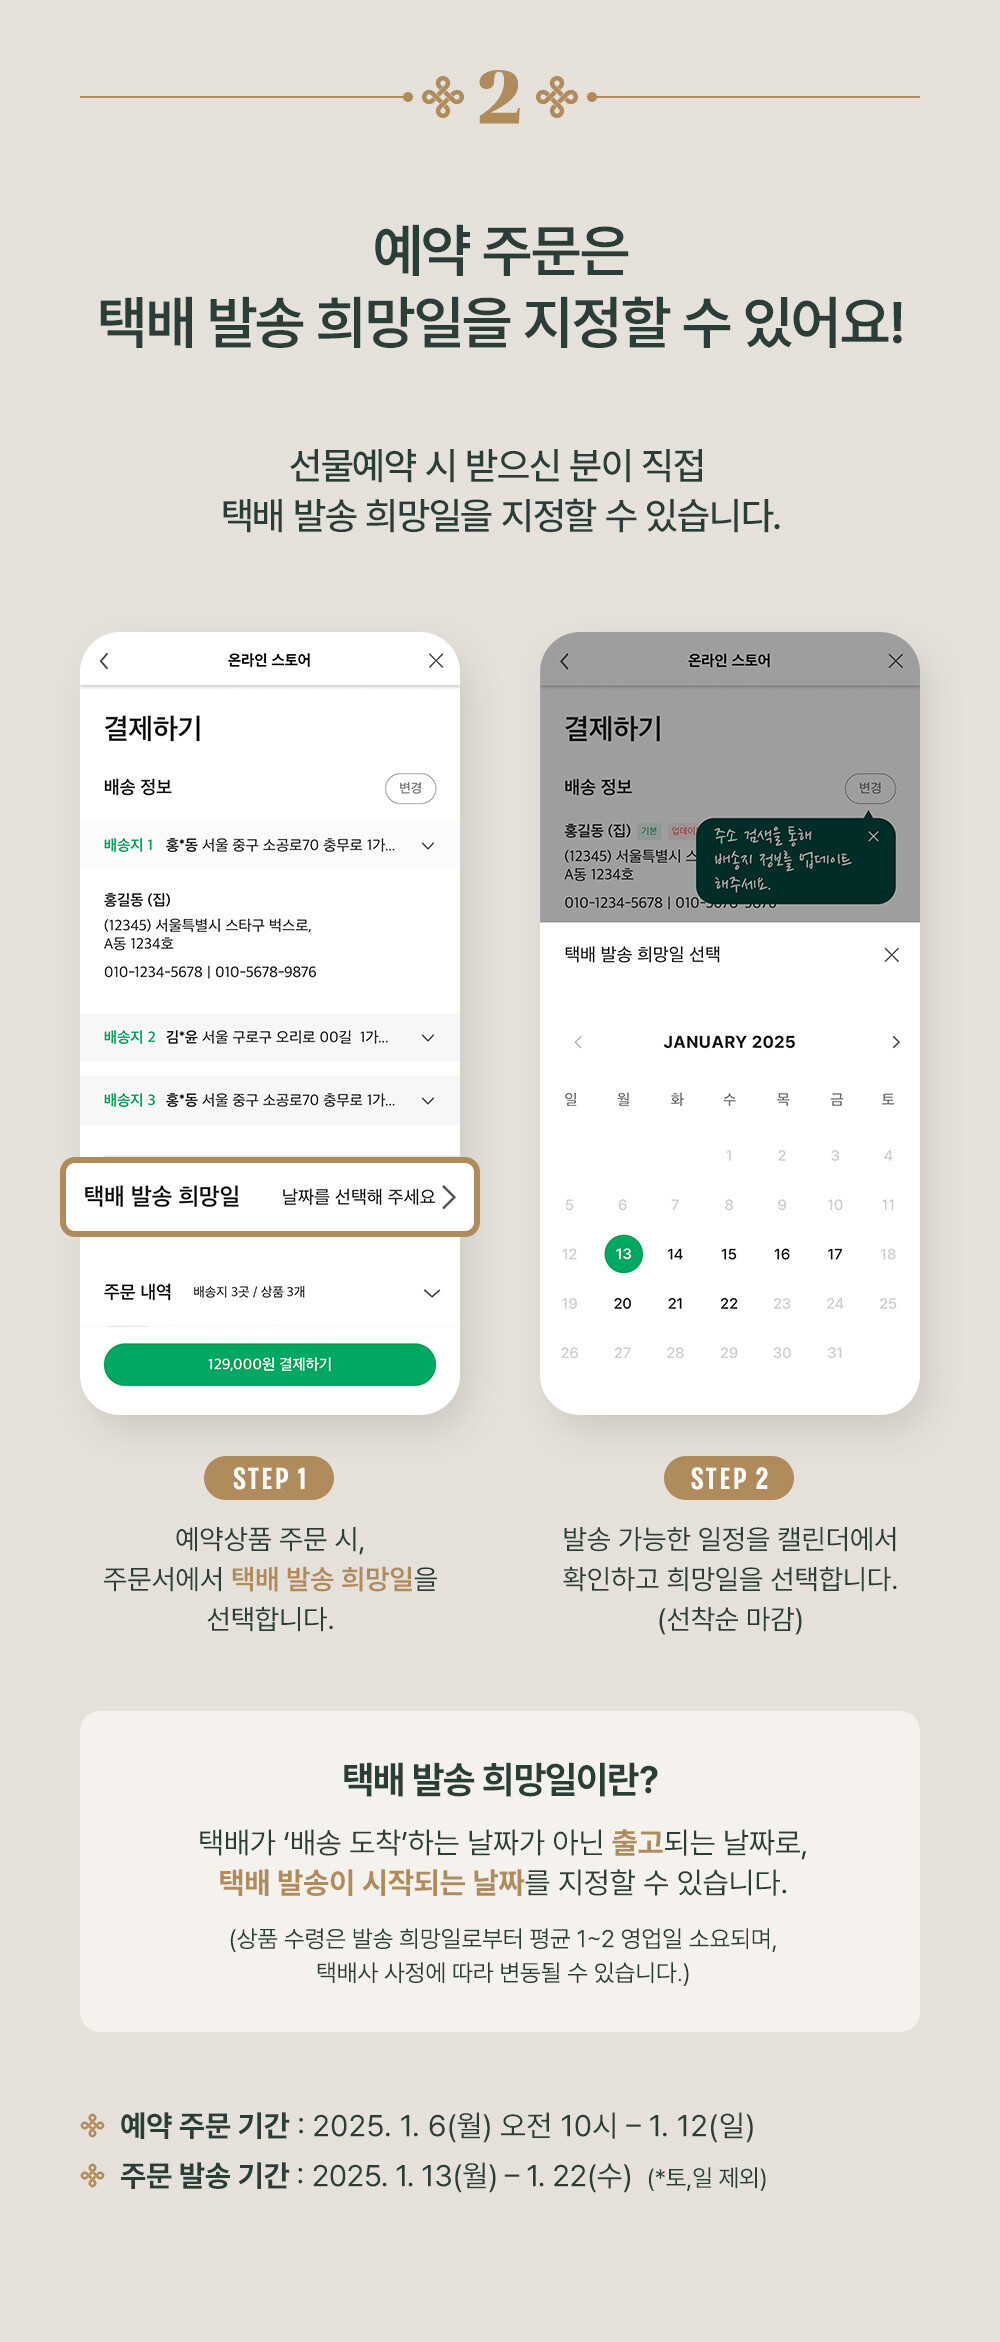 2
예약 주문은
택배 발송 희망일을 지정할 수 있어요!
선물예약 시 받으신 분이 직접
택배 발송 희망일을 지정할 수 있습니다.
온라인 스토어
결제하기
배송 정보 변경
배송지 1 홍*동 서울 중구 소공로70 충무로 1가...
홍길동 (집)
(12345) 서울특별시 스타구 벅스로,
A동 1234호
010-1234-5678 | 010-5678-9876
배송지 2 김*윤 서울 구로구 오리로 00길 1가...
배송지 3 홍*동 서울 중구 소공로70 충무로 1가...
택배 발송 희망일 날짜를 선택해 주세요
주문 내역 배송지 3곳 / 상품 3개
129,000원 결제하기
STEP 1
예약상품 주문 시,
주문서에서 택배 발송 희망일을
선택합니다.
온라인 스토어
결제하기
배송 정보 변경
홍길동 (집) 기본
(12345) 서울특별시
A동 1234호
010-1234-5678 | 010-5678-9876
주소 검색을 통해
배송지 정보를 업데이트
해주세요.
택배 발송 희망일 선택
JANUARY 2025
일 월 화 수 목 금 토
1 2 3 4
5 6 7 8 9 10 11
12 13 14 15 16 17 18
19 20 21 22 23 24 25
26 27 28 29 30 31
STEP 2
발송 가능한 일정을 캘린더에서
확인하고 희망일을 선택합니다.
(선착순 마감)
택배 발송 희망일이란?
택배가 ‘배송 도착’하는 날짜가 아닌 출고되는 날짜로,
택배 발송이 시작되는 날짜를 지정할 수 있습니다.
(상품 수령은 발송 희망일로부터 평균 1~2 영업일 소요되며,
택배사 사정에 따라 변동될 수 있습니다.)
예약 주문 기간 : 2025. 1. 6(월) 오전 10시 – 1. 12(일)
주문 발송 기간 : 2025. 1. 13(월) – 1. 22(수) (*토,일 제외)